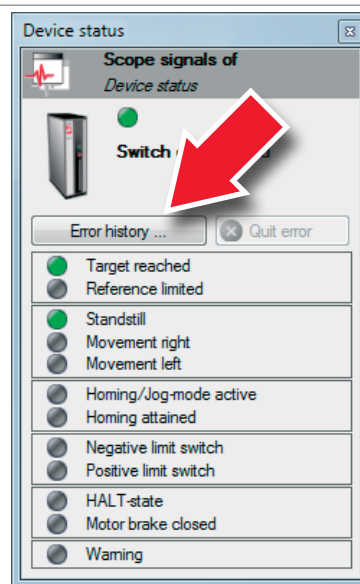 Device status
Scope signals of
Device status
Switch
Error history ...
Quit error
Target reached
Reference limited
Standstill
Movement right
Movement left
Homing/Jog-mode active
Homing attained
Negative limit switch
Positive limit switch
HALT-state
Motor brake closed
Warning